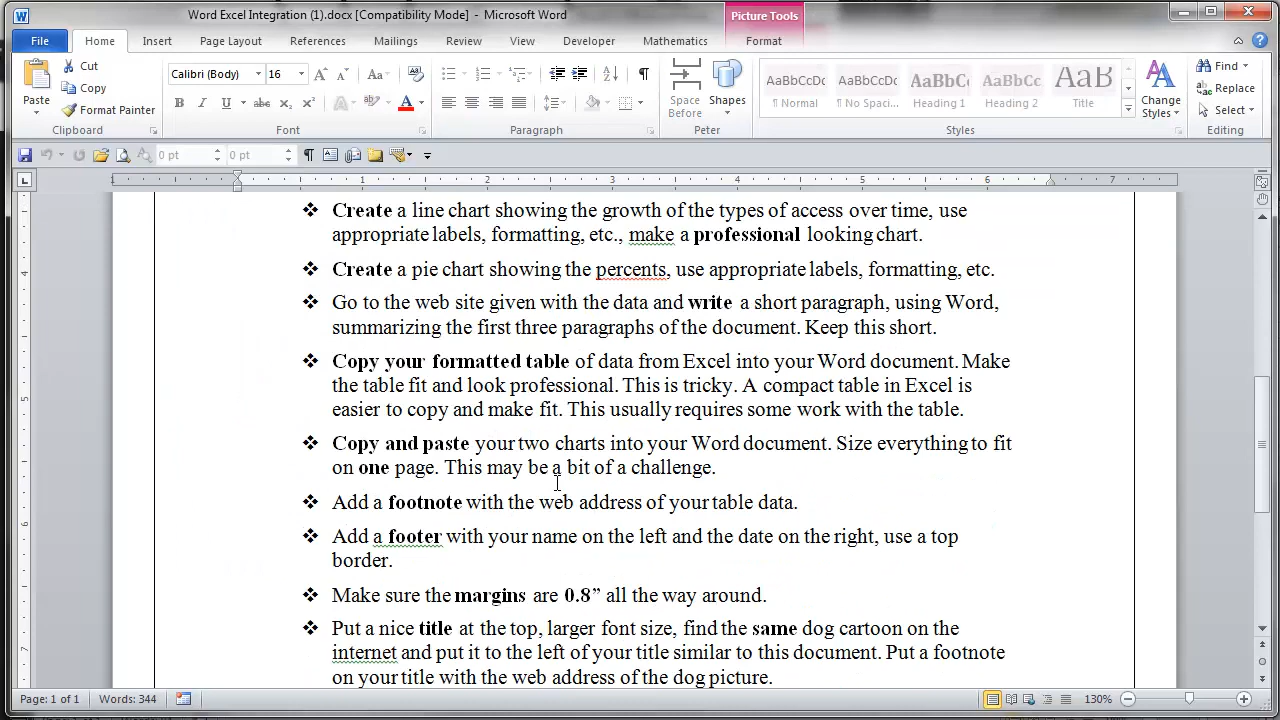 Word Excel Integration (1).docx [Compatibility Mode] - Microsoft Word
Picture Tools
File Home Insert Page Layout References Mailings Review View Developer Mathematics Format
Paste
Cut
Copy
Format Painter
Clipboard
Calibri (Body) 16
Font
Paragraph
Space Before
Shapes
Peter
AaBbCcDc AaBbCcDc AaBbC( AaBbCc AaB
¶ Normal ¶ No Spaci... Heading 1 Heading 2 Title
Change Styles
Styles
Find
Replace
Select
Editing
0 pt 0 pt
1 2 3 4 5 6 7
Create a line chart showing the growth of the types of access over time, use
appropriate labels, formatting, etc., make a professional looking chart.
Create a pie chart showing the percents, use appropriate labels, formatting, etc.
Go to the web site given with the data and write a short paragraph, using Word,
summarizing the first three paragraphs of the document. Keep this short.
Copy your formatted table of data from Excel into your Word document. Make
the table fit and look professional. This is tricky. A compact table in Excel is
easier to copy and make fit. This usually requires some work with the table.
Copy and paste your two charts into your Word document. Size everything to fit
on one page. This may be a bit of a challenge.
Add a footnote with the web address of your table data.
Add a footer with your name on the left and the date on the right, use a top
border.
Make sure the margins are 0.8” all the way around.
Put a nice title at the top, larger font size, find the same dog cartoon on the
internet and put it to the left of your title similar to this document. Put a footnote
on your title with the web address of the dog picture.
Page: 1 of 1 Words: 344 130%